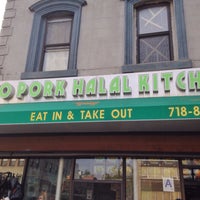 O PORK HALAL KITCH
EAT IN & TAKE OUT 718-8
A